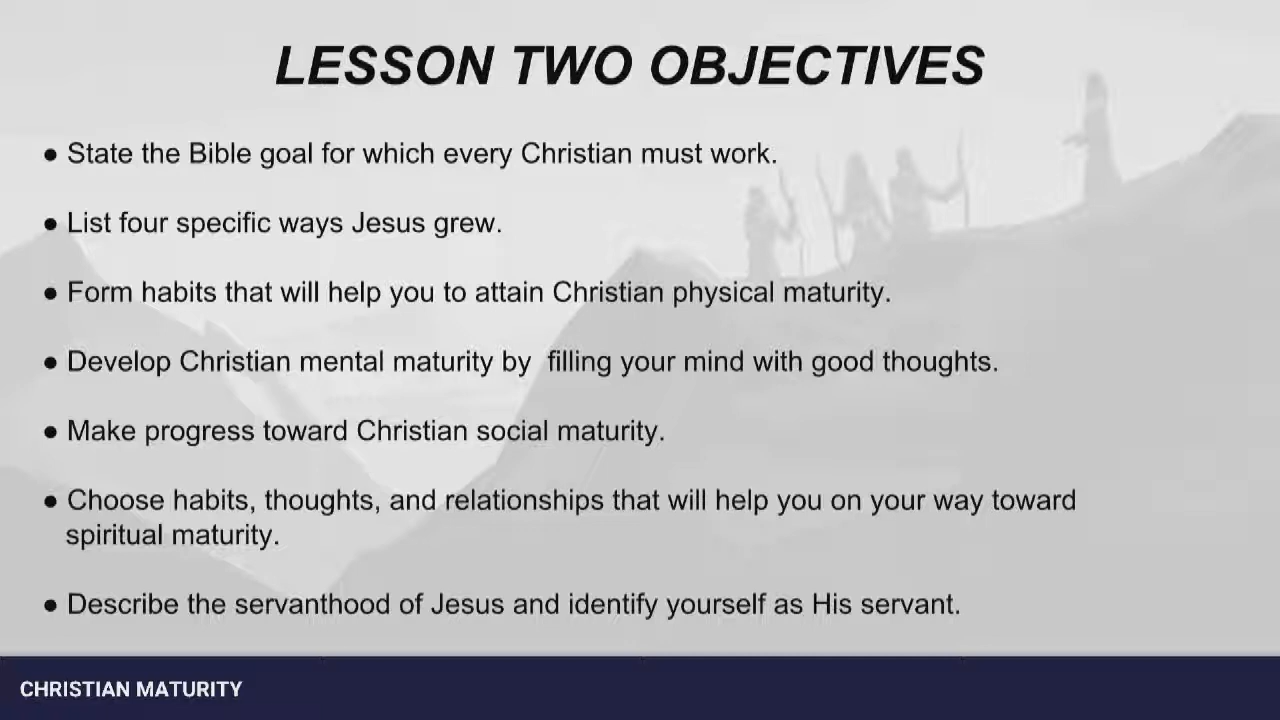 LESSON TWO OBJECTIVES
● State the Bible goal for which every Christian must work.
● List four specific ways Jesus grew.
● Form habits that will help you to attain Christian physical maturity.
● Develop Christian mental maturity by  filling your mind with good thoughts.
● Make progress toward Christian social maturity.
● Choose habits, thoughts, and relationships that will help you on your way toward
spiritual maturity.
● Describe the servanthood of Jesus and identify yourself as His servant.
CHRISTIAN MATURITY